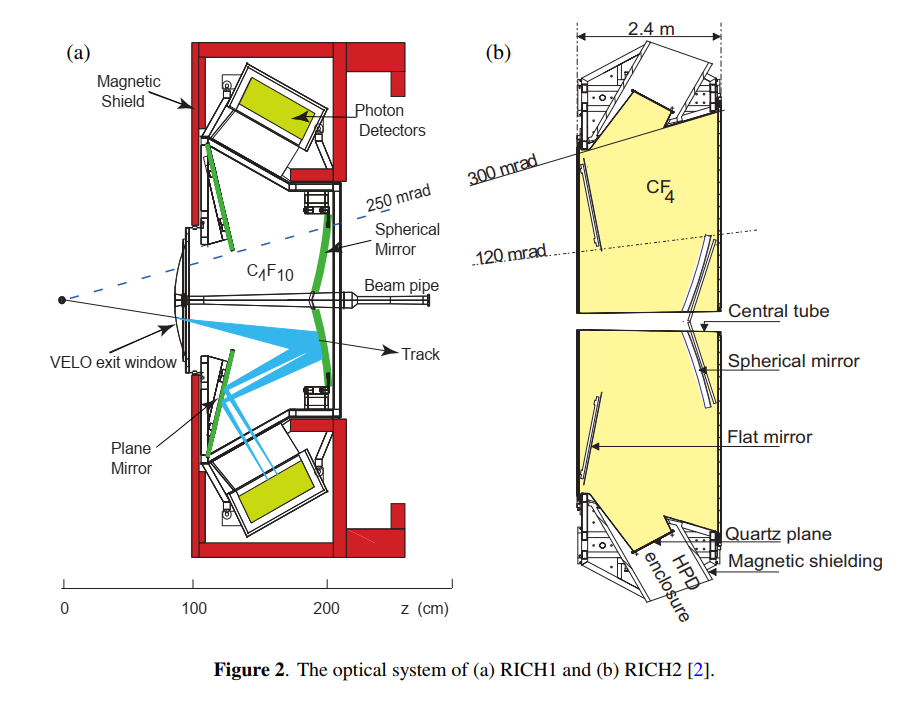 (a)
Magnetic
Shield
Photon
Detectors
250 mrad
Spherical
Mirror
C4F10
Beam pipe
VELO exit window
Track
Plane
Mirror
0
100
200
z (cm)
(b)
2.4 m
300 mrad
CF4
120 mrad
Central tube
Spherical mirror
Flat mirror
Quartz plane
Magnetic shielding
HPD
enclosure
Figure 2. The optical system of (a) RICH1 and (b) RICH2 [2].